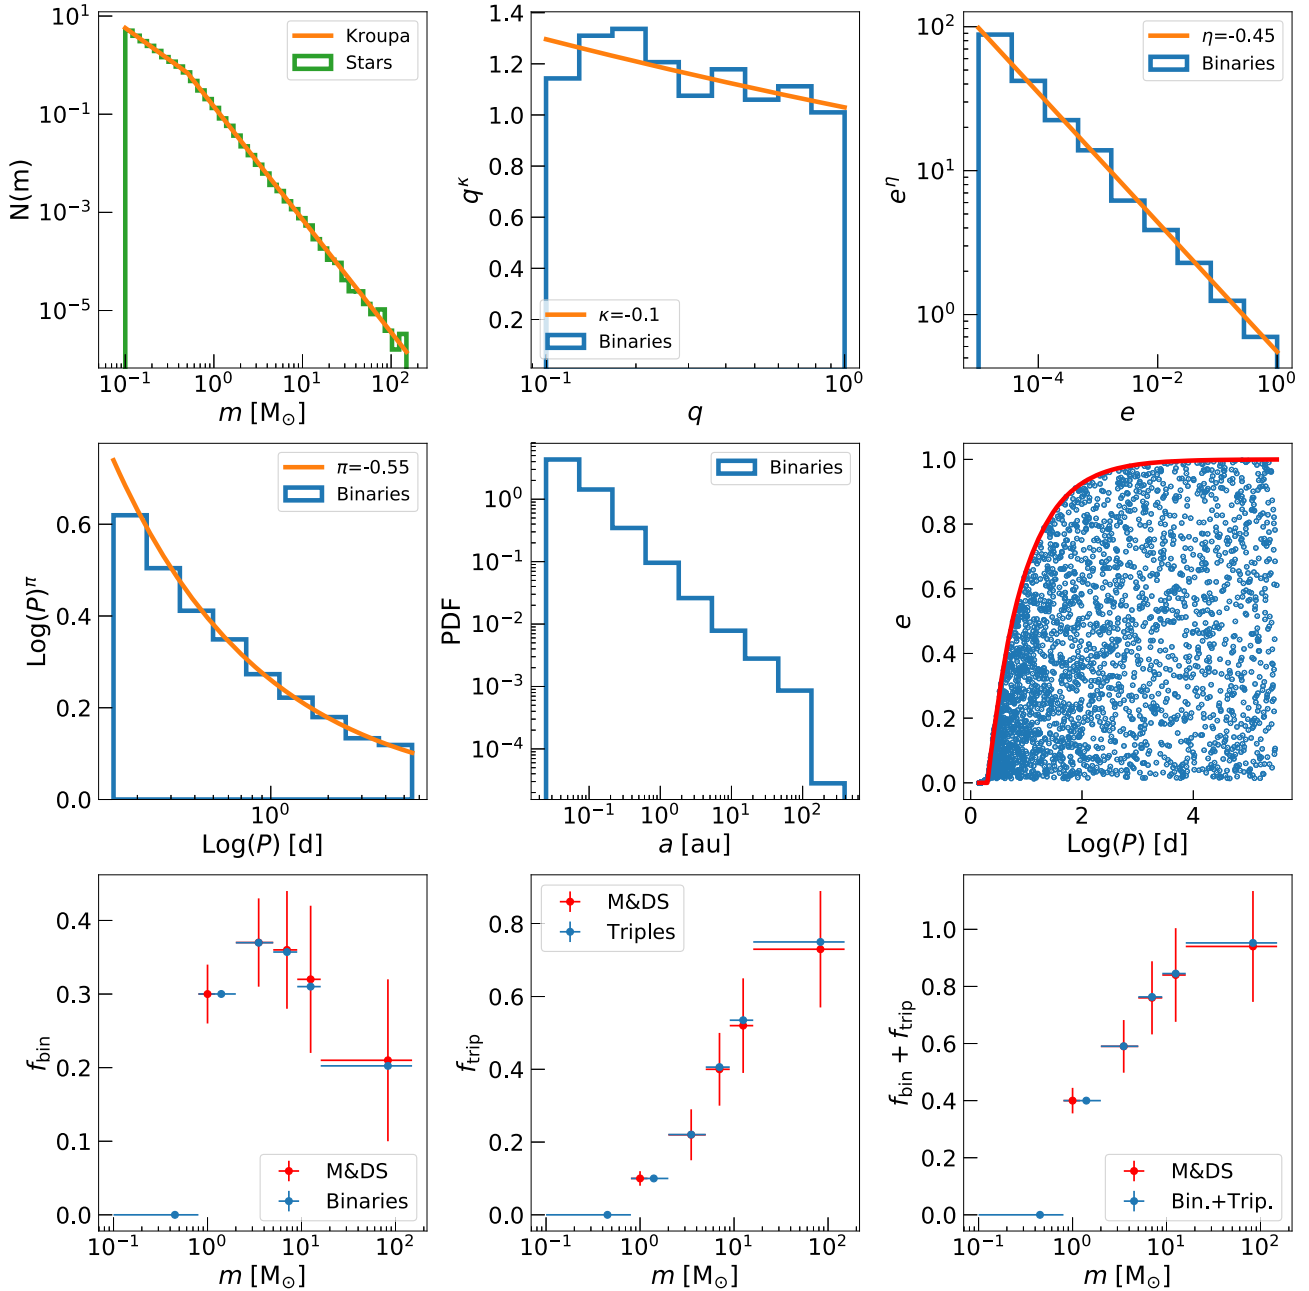 Kroupa
Stars
10^1
10^-1
10^-3
10^-5
N(m)
10^-1 10^0 10^1 10^2
m [M_⊙]
κ=-0.1
Binaries
1.4
1.2
1.0
0.8
0.6
0.4
0.2
q^κ
10^-1 10^0
q
η=-0.45
Binaries
10^2
10^1
10^0
e^η
10^-4 10^-2 10^0
e
π=-0.55
Binaries
0.6
0.4
0.2
0.0
Log(P)^π
10^0
Log(P) [d]
Binaries
10^0
10^-1
10^-2
10^-3
10^-4
PDF
10^-1 10^0 10^1 10^2
a [au]
1.0
0.8
0.6
0.4
0.2
0.0
e
0 2 4
Log(P) [d]
M&DS
Binaries
0.4
0.3
0.2
0.1
0.0
f_bin
10^-1 10^0 10^1 10^2
m [M_⊙]
M&DS
Triples
0.8
0.6
0.4
0.2
0.0
f_trip
10^-1 10^0 10^1 10^2
m [M_⊙]
M&DS
Bin.+Trip.
1.0
0.8
0.6
0.4
0.2
0.0
f_bin + f_trip
10^-1 10^0 10^1 10^2
m [M_⊙]